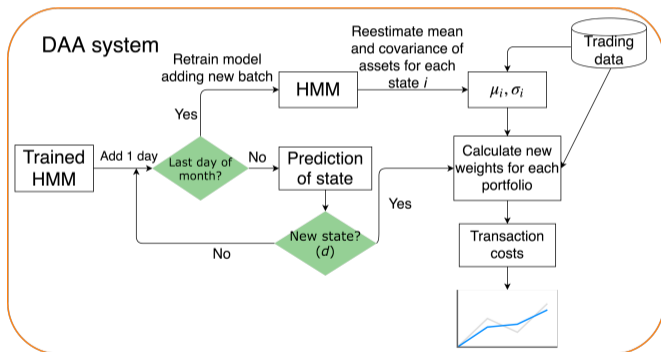 DAA system
Retrain model
adding new batch
Reestimate mean
and covariance of
assets for each
state i
Trading
data
HMM
μi, σi
Yes
Trained
HMM
Add 1 day
Last day of
month?
No
Prediction
of state
Calculate new
weights for each
portfolio
Yes
New state?
(d)
No
Transaction
costs